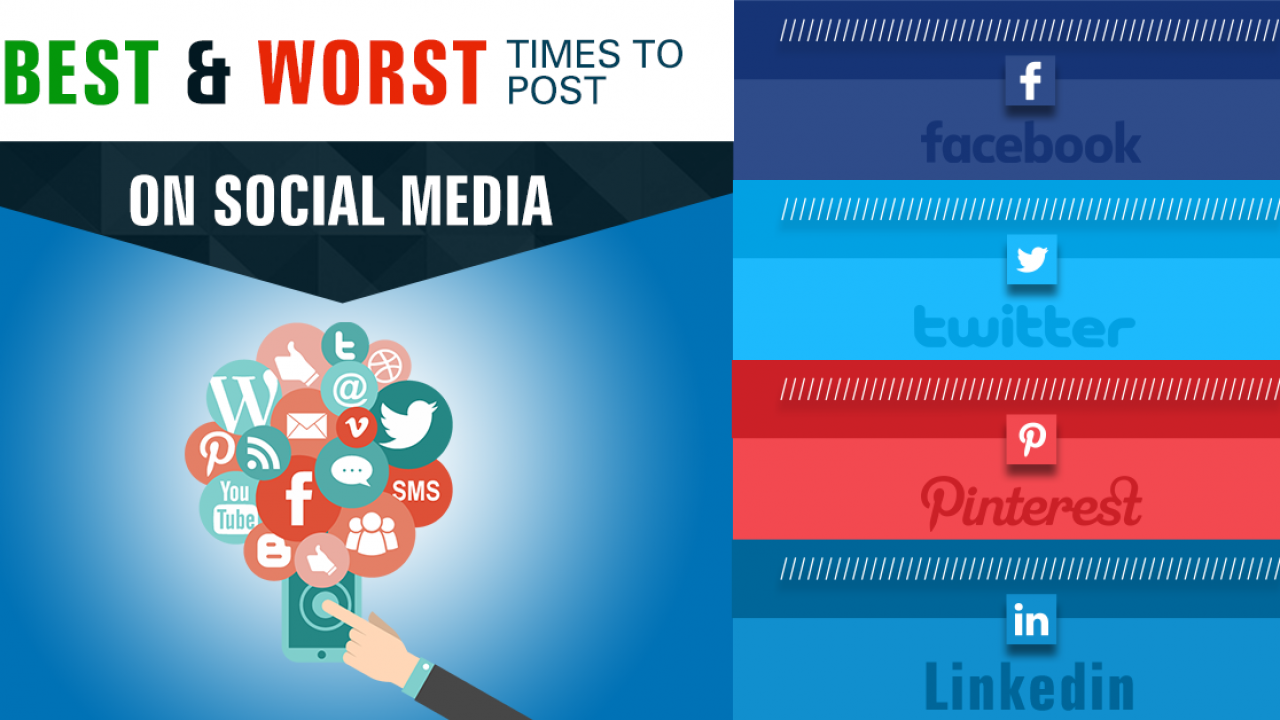 BEST & WORST TIMES TO
POST
ON SOCIAL MEDIA
t
@
W
v
You
Tube
f
SMS
f
facebook
twitter
Pinterest
in
Linkedin